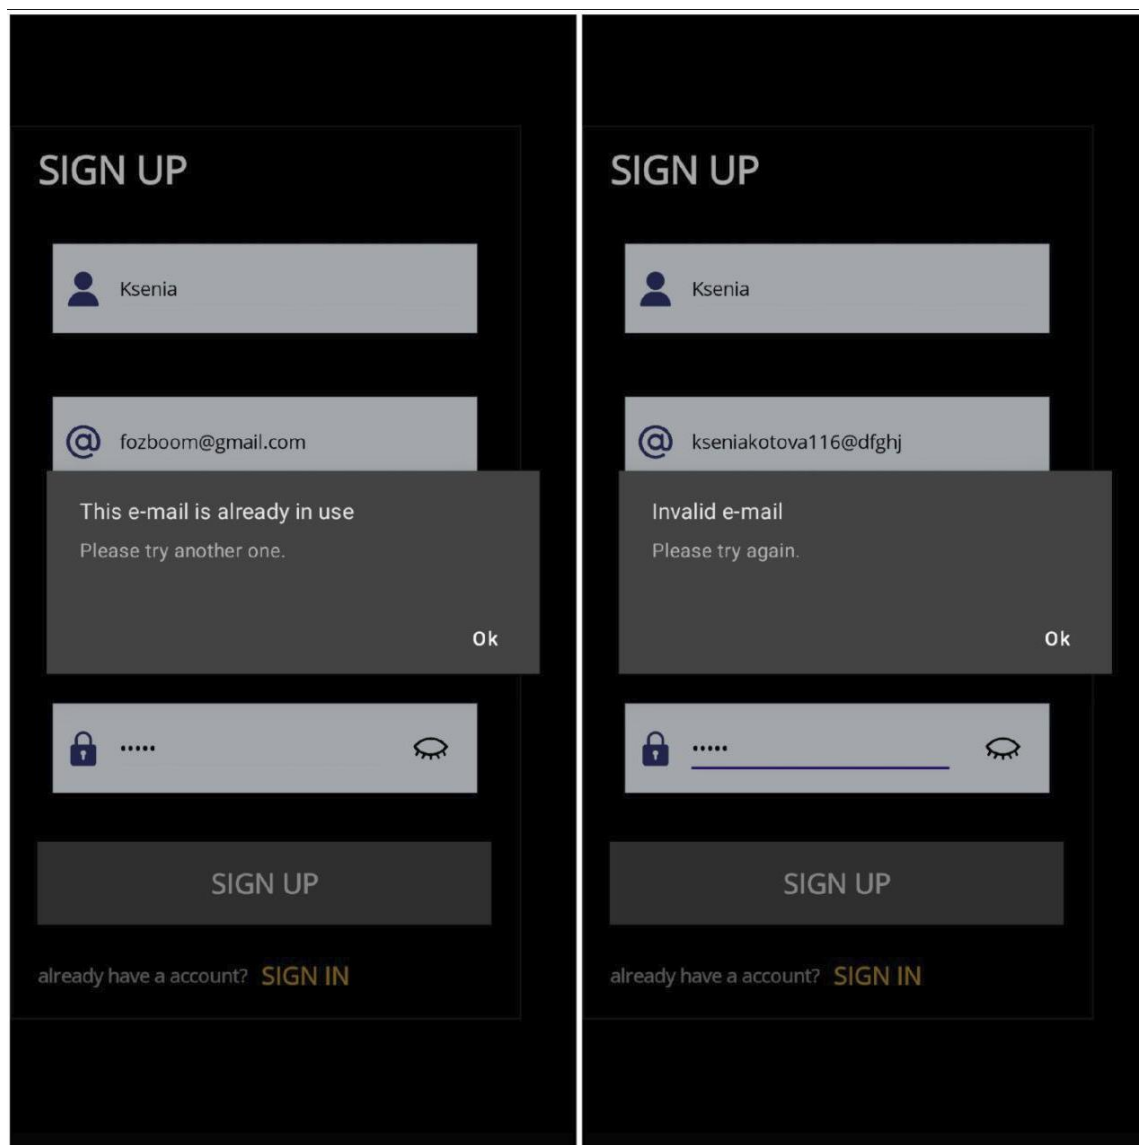 SIGN UP
Ksenia
fozboom@gmail.com
This e-mail is already in use
Please try another one.
Ok
•••••
SIGN UP
already have a account? SIGN IN
SIGN UP
Ksenia
kseniakotova116@dfghj
Invalid e-mail
Please try again.
Ok
•••••
SIGN UP
already have a account? SIGN IN